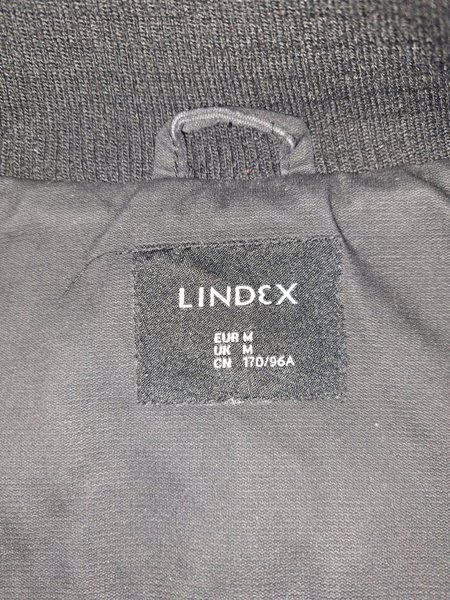 LINDEX
EUR M
UK M
CN 170/96A